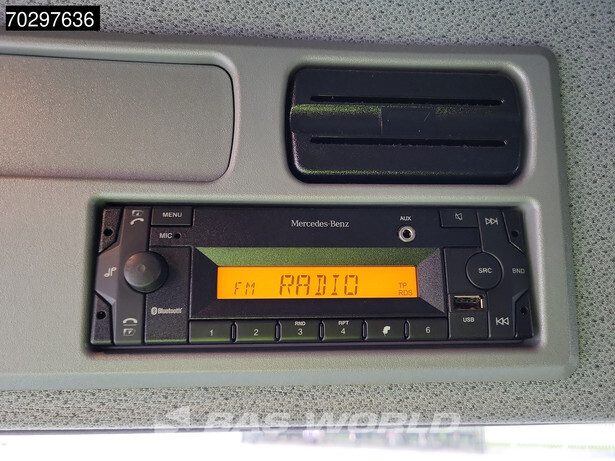 70297636
MENU
Mercedes-Benz
AUX
MIC
SRC
BND
FM RADIO
TP
RDS
Bluetooth
1 2 RND 3 RPT 4 6
USB
BAS WORLD